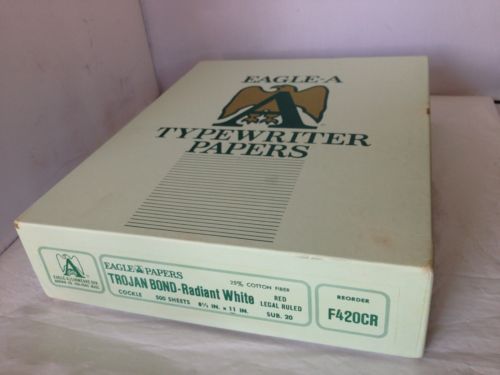 EAGLE-A
A
TYPEWRITER
PAPERS
A
EAGLE A PAPERS
TROJAN BOND-Radiant White
COCKLE 500 SHEETS 8½ IN. x 11 IN.
25% COTTON FIBER
RED
LEGAL RULED
SUB. 20
REORDER
F420CR